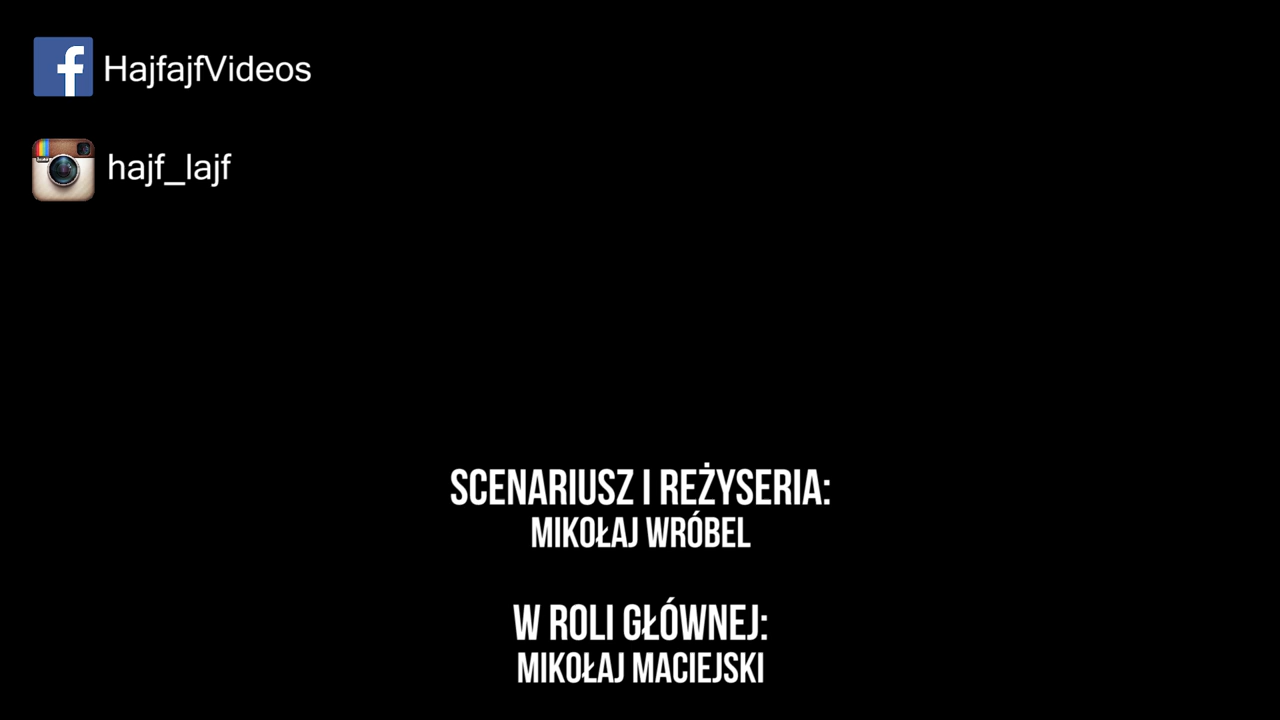 HajfajfVideos
hajf_lajf
SCENARIUSZ I REŻYSERIA:
MIKOŁAJ WRÓBEL
W ROLI GŁÓWNEJ:
MIKOŁAJ MACIEJSKI